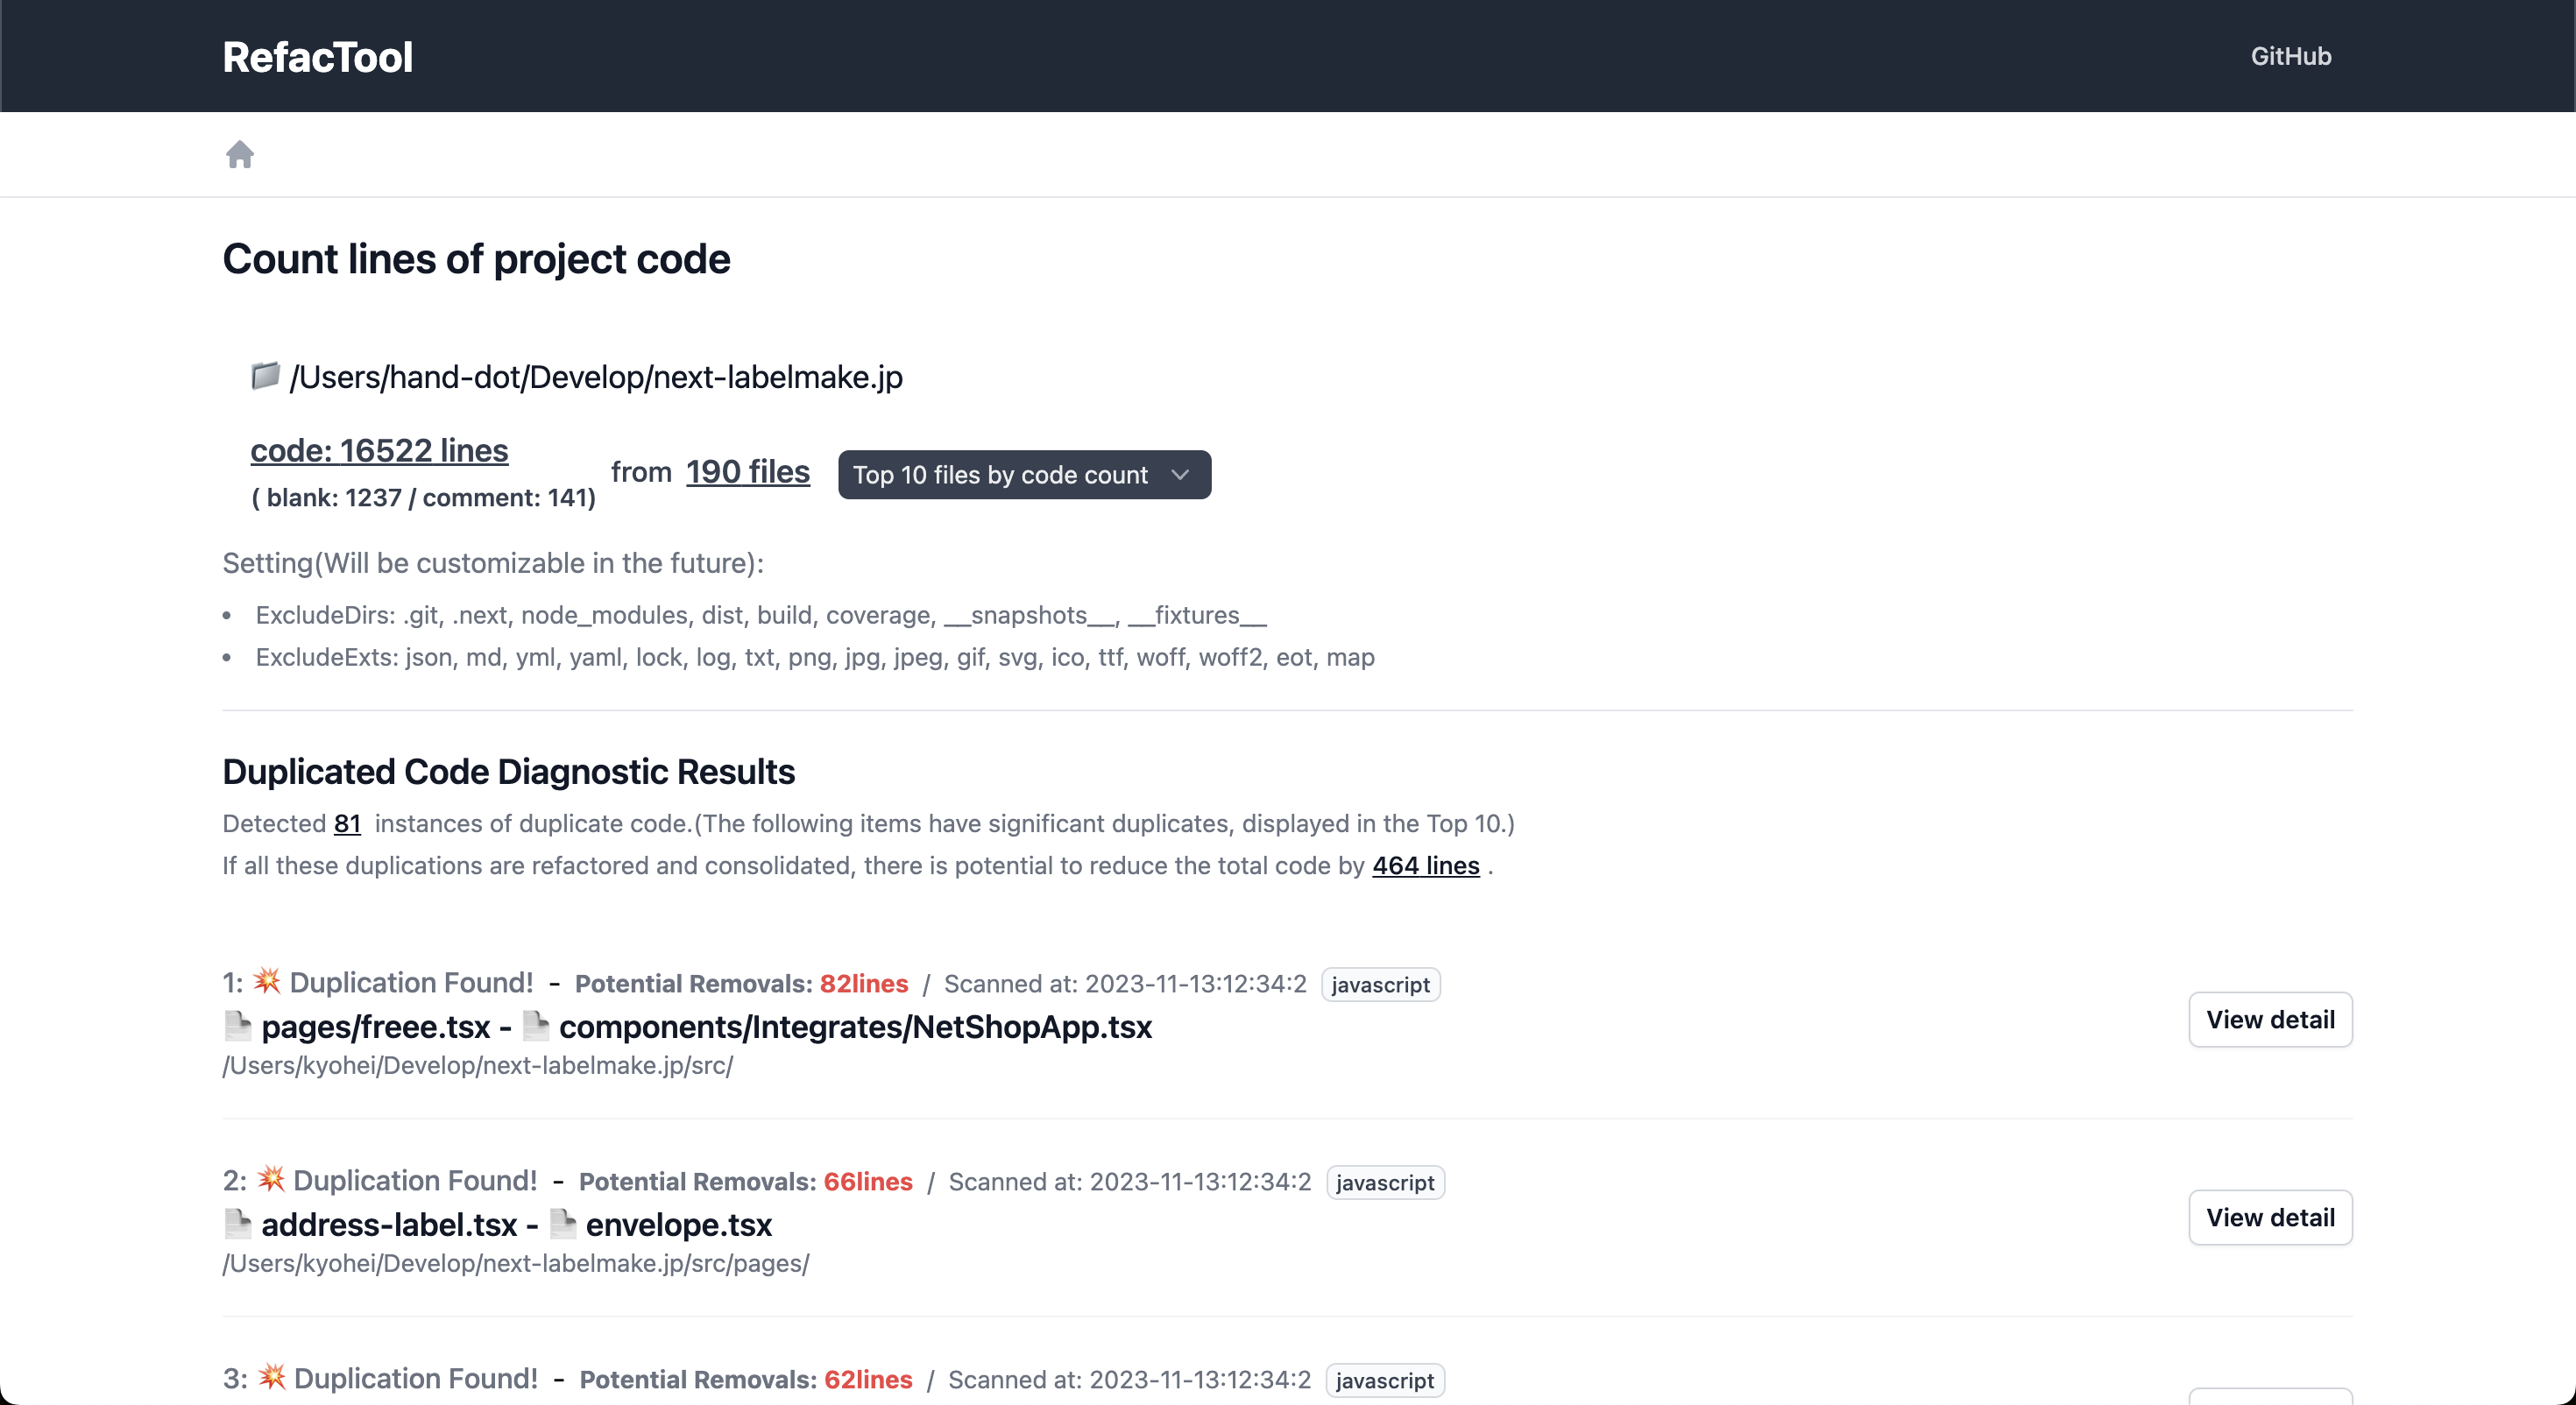 RefacTool
GitHub
Count lines of project code
/Users/hand-dot/Develop/next-labelmake.jp
code: 16522 lines
( blank: 1237 / comment: 141)
from 190 files
Top 10 files by code count
Setting(Will be customizable in the future):
• ExcludeDirs: .git, .next, node_modules, dist, build, coverage, __snapshots__, __fixtures__
• ExcludeExts: json, md, yml, yaml, lock, log, txt, png, jpg, jpeg, gif, svg, ico, ttf, woff, woff2, eot, map
Duplicated Code Diagnostic Results
Detected 81 instances of duplicate code.(The following items have significant duplicates, displayed in the Top 10.)
If all these duplications are refactored and consolidated, there is potential to reduce the total code by 464 lines .
1: 💥 Duplication Found! - Potential Removals: 82lines / Scanned at: 2023-11-13:12:34:2 javascript
pages/freee.tsx - components/Integrates/NetShopApp.tsx
View detail
/Users/kyohei/Develop/next-labelmake.jp/src/
2: 💥 Duplication Found! - Potential Removals: 66lines / Scanned at: 2023-11-13:12:34:2 javascript
address-label.tsx - envelope.tsx
View detail
/Users/kyohei/Develop/next-labelmake.jp/src/pages/
3: 💥 Duplication Found! - Potential Removals: 62lines / Scanned at: 2023-11-13:12:34:2 javascript